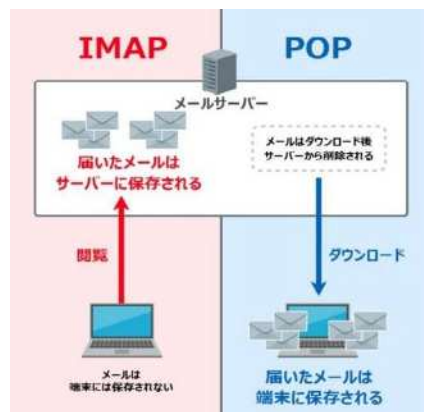 IMAP
POP
メールサーバー
届いたメールは
サーバーに保存される
メールはダウンロード後
サーバーから削除される
閲覧
ダウンロード
メールは
端末には保存されない
届いたメールは
端末に保存される